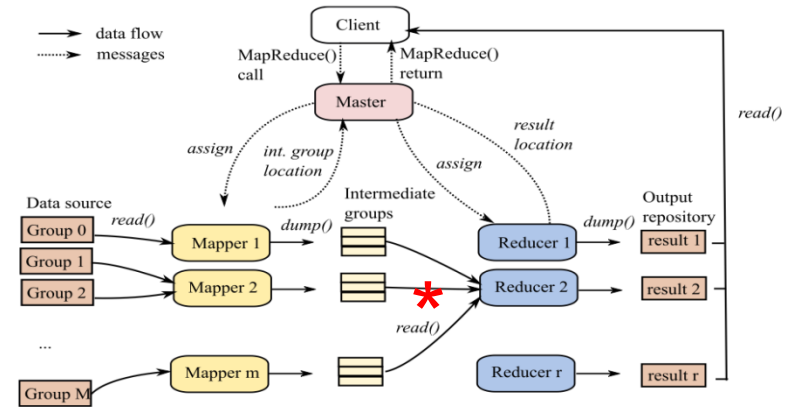 data flow
messages
Client
MapReduce()
call
MapReduce()
return
Master
read()
assign
int. group
location
assign
result
location
Data source
read()
Intermediate
groups
dump()
dump()
Output
repository
Group 0
Mapper 1
Reducer 1
result 1
Group 1
Group 2
Mapper 2
*
Reducer 2
result 2
read()
...
Group M
Mapper m
Reducer r
result r